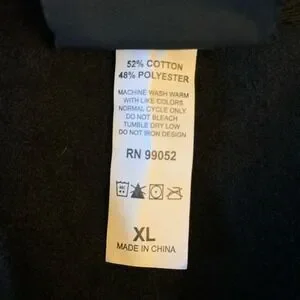 52% COTTON
48% POLYESTER
MACHINE WASH WARM
WITH LIKE COLORS
NORMAL CYCLE ONLY
DO NOT BLEACH
TUMBLE DRY LOW
DO NOT IRON DESIGN
RN 99052
XL
MADE IN CHINA